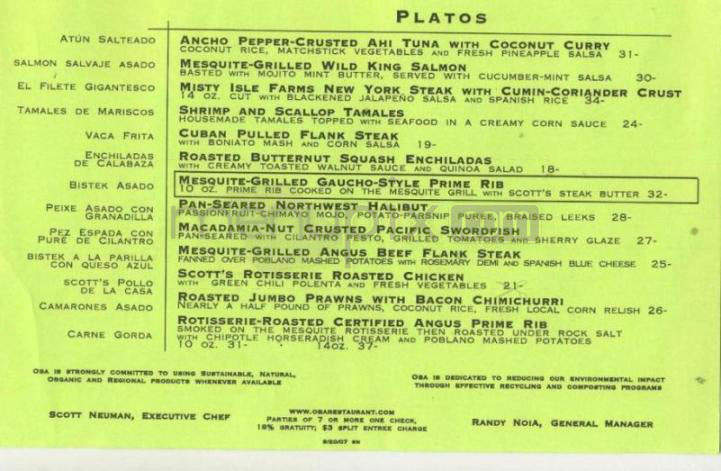 PLATOS
ATÚN SALTEADO
ANCHO PEPPER-CRUSTED AHI TUNA WITH COCONUT CURRY
COCONUT RICE, MATCHSTICK VEGETABLES AND FRESH PINEAPPLE SALSA 31-
SALMON SALVAJE ASADO
MESQUITE-GRILLED WILD KING SALMON
BASTED WITH MOJITO MINT BUTTER, SERVED WITH CUCUMBER-MINT SALSA 30-
EL FILETE GIGANTESCO
MISTY ISLE FARMS NEW YORK STEAK WITH CUMIN-CORIANDER CRUST
14 OZ. CUT WITH BLACKENED JALAPEÑO SALSA AND SPANISH RICE 34-
TAMALES DE MARISCOS
SHRIMP AND SCALLOP TAMALES
HOUSEMADE TAMALES TOPPED WITH SEAFOOD IN A CREAMY CORN SAUCE 24-
VACA FRITA
CUBAN PULLED FLANK STEAK
WITH BONIATO MASH AND CORN SALSA 19-
ENCHILADAS
DE CALABAZA
ROASTED BUTTERNUT SQUASH ENCHILADAS
WITH CREAMY TOASTED WALNUT SAUCE AND QUINOA SALAD 18-
BISTEK ASADO
MESQUITE-GRILLED GAUCHO-STYLE PRIME RIB
10 OZ. PRIME RIB COOKED ON THE MESQUITE GRILL WITH SCOTT'S STEAK BUTTER 32-
PEIXE ASADO CON
GRANADILLA
PAN-SEARED NORTHWEST HALIBUT
PASSIONFRUIT-CHIMAYO MOJO, POTATO-PARSNIP PUREE, BRAISED LEEKS 28-
PEZ ESPADA CON
PURÉ DE CILANTRO
MACADAMIA-NUT CRUSTED PACIFIC SWORDFISH
PAN-SEARED WITH CILANTRO PESTO, GRILLED TOMATOES AND SHERRY GLAZE 27-
BISTEK A LA PARILLA
CON QUESO AZUL
MESQUITE-GRILLED ANGUS BEEF FLANK STEAK
FANNED OVER POBLANO MASHED POTATOES WITH ROSEMARY DEMI AND SPANISH BLUE CHEESE 25-
SCOTT'S POLLO
DE LA CASA
SCOTT'S ROTISSERIE ROASTED CHICKEN
WITH GREEN CHILI POLENTA AND FRESH VEGETABLES 21-
CAMARONES ASADO
ROASTED JUMBO PRAWNS WITH BACON CHIMICHURRI
NEARLY A HALF POUND OF PRAWNS, COCONUT RICE, FRESH LOCAL CORN RELISH 26-
CARNE GORDA
ROTISSERIE-ROASTED CERTIFIED ANGUS PRIME RIB
SMOKED ON THE MESQUITE ROTISSERIE THEN ROASTED UNDER ROCK SALT
WITH CHIPOTLE HORSERADISH CREAM AND POBLANO MASHED POTATOES
10 OZ. 31- 14OZ. 37-
OBA IS STRONGLY COMMITTED TO USING SUSTAINABLE, NATURAL,
ORGANIC AND REGIONAL PRODUCTS WHENEVER AVAILABLE
OBA IS DEDICATED TO REDUCING OUR ENVIRONMENTAL IMPACT
THROUGH EFFECTIVE RECYCLING AND COMPOSTING PROGRAMS
SCOTT NEUMAN, EXECUTIVE CHEF
WWW.OBARESTAURANT.COM
PARTIES OF 7 OR MORE ONE CHECK,
18% GRATUITY; $3 SPLIT ENTREE CHARGE
RANDY NOIA, GENERAL MANAGER